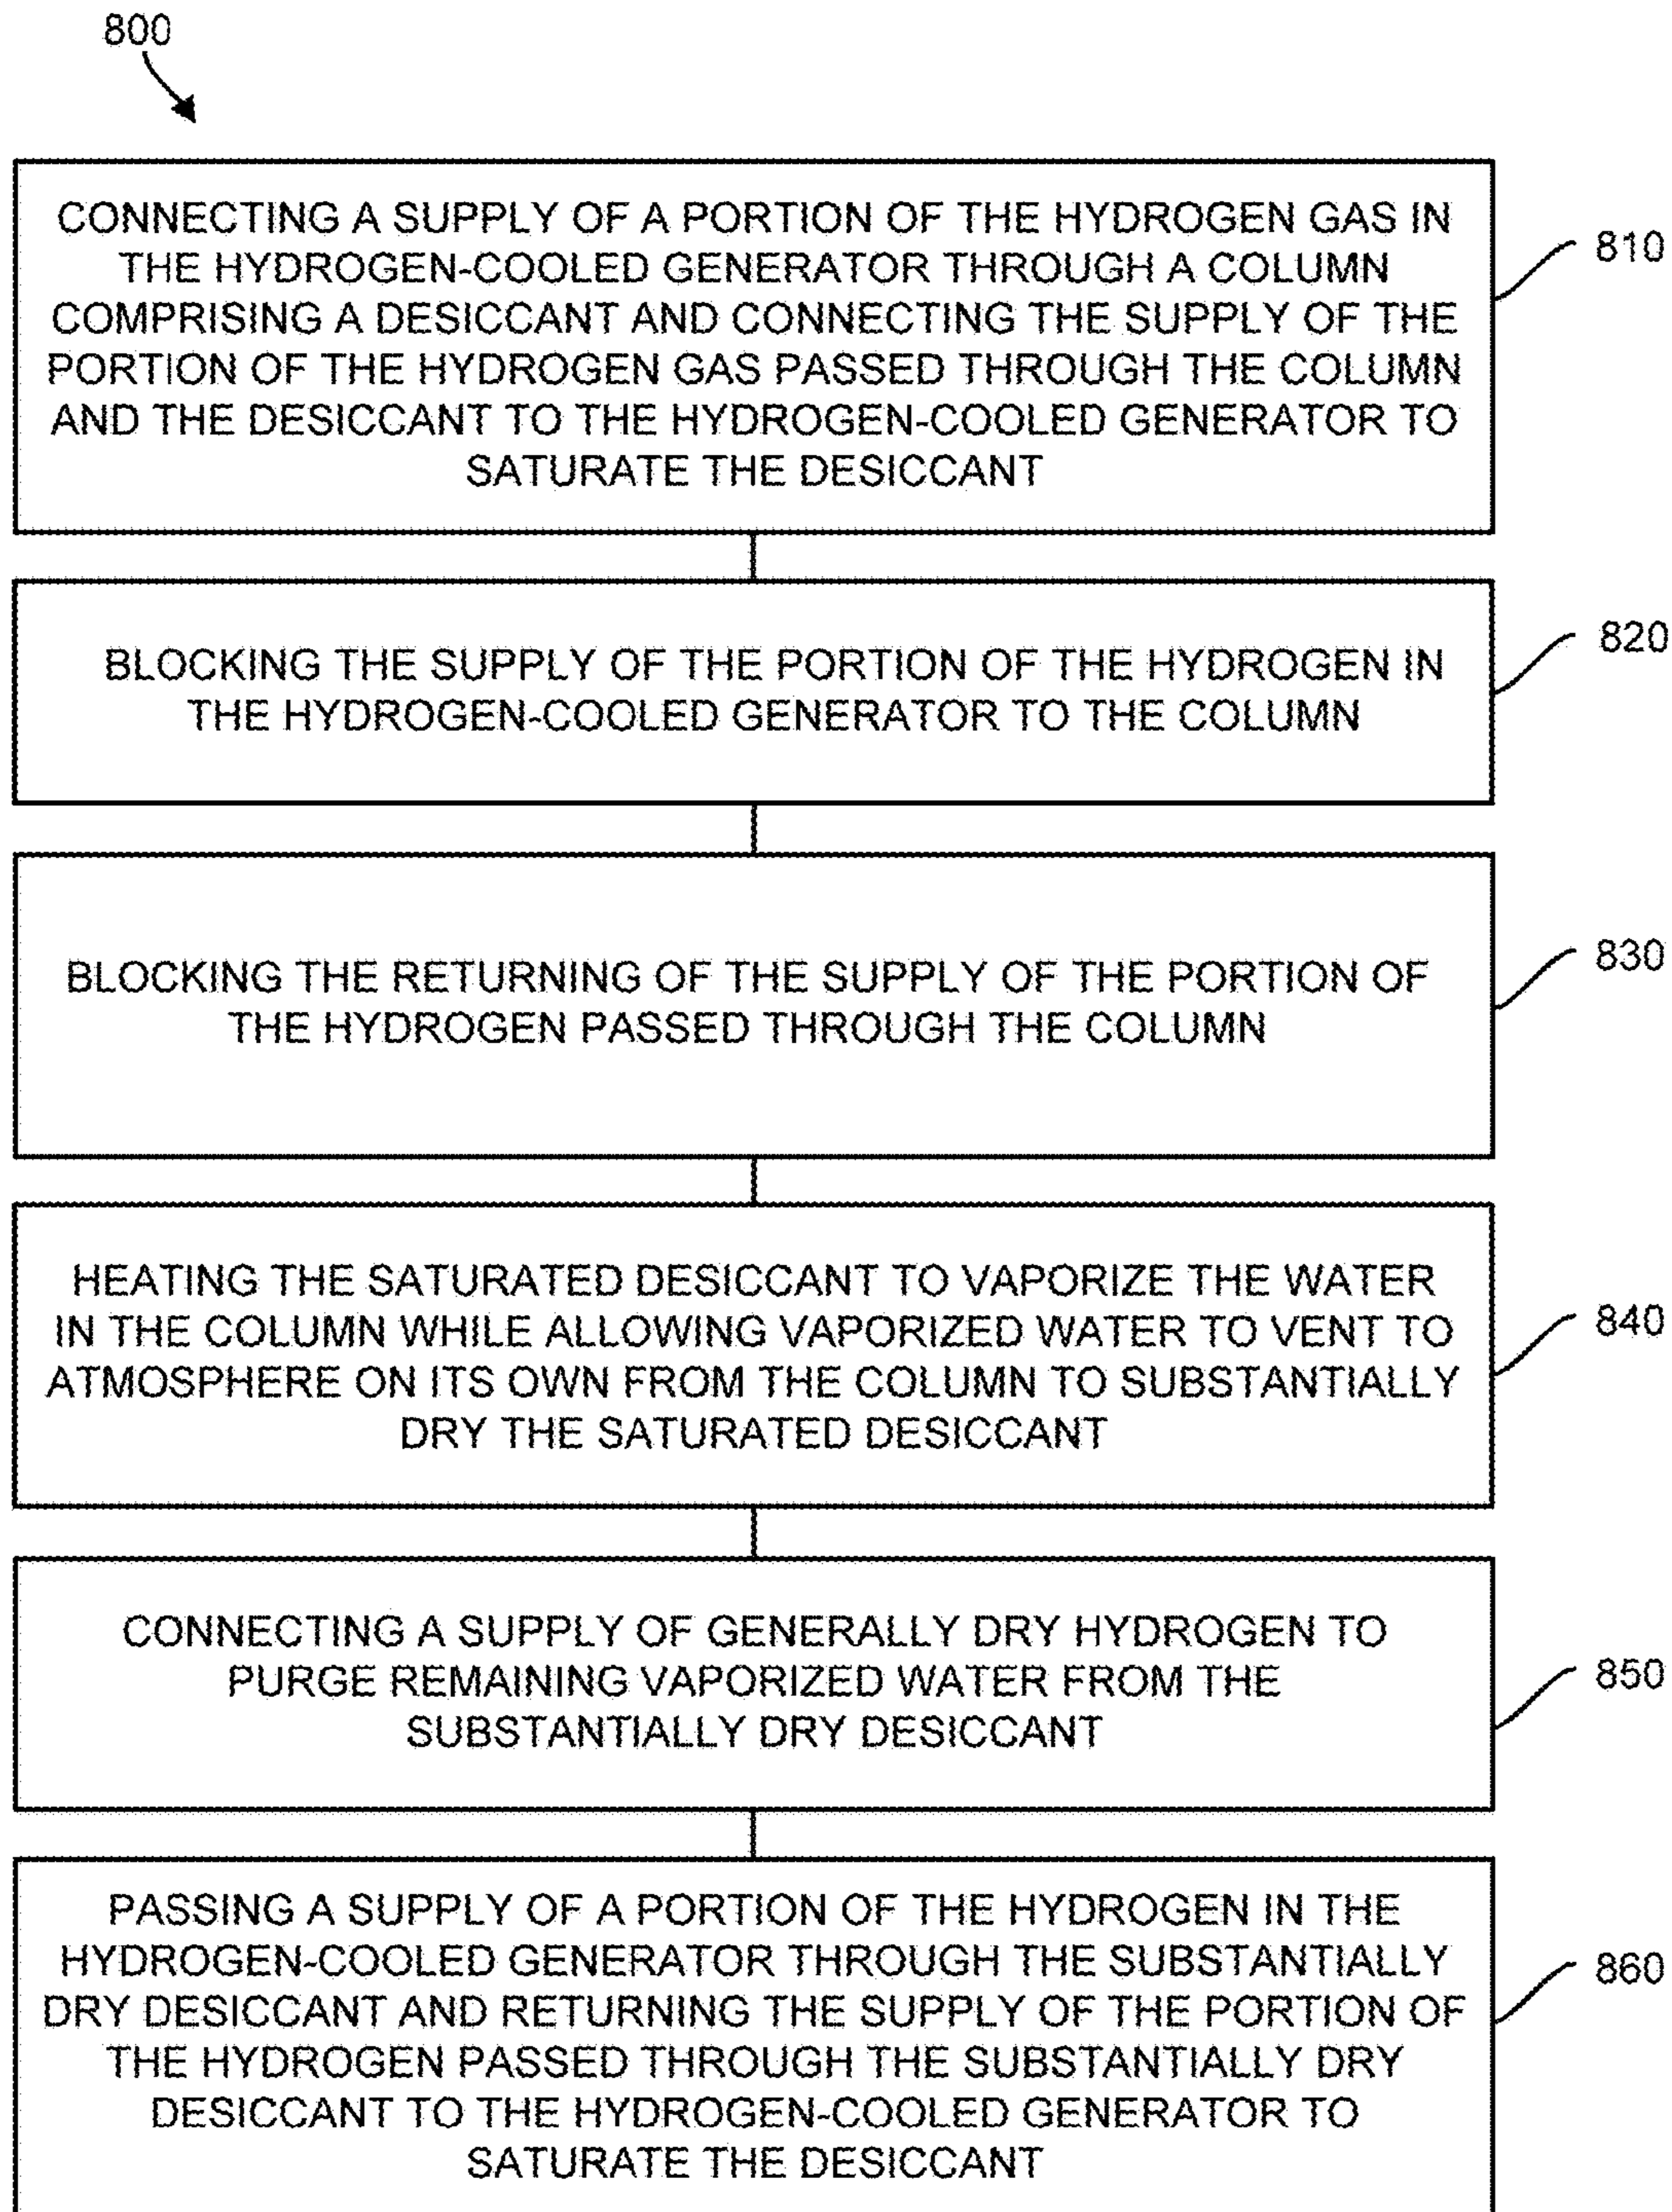 800
CONNECTING A SUPPLY OF A PORTION OF THE HYDROGEN GAS IN
THE HYDROGEN-COOLED GENERATOR THROUGH A COLUMN
COMPRISING A DESICCANT AND CONNECTING THE SUPPLY OF THE
PORTION OF THE HYDROGEN GAS PASSED THROUGH THE COLUMN
AND THE DESICCANT TO THE HYDROGEN-COOLED GENERATOR TO
SATURATE THE DESICCANT
810
BLOCKING THE SUPPLY OF THE PORTION OF THE HYDROGEN IN
THE HYDROGEN-COOLED GENERATOR TO THE COLUMN
820
BLOCKING THE RETURNING OF THE SUPPLY OF THE PORTION OF
THE HYDROGEN PASSED THROUGH THE COLUMN
830
HEATING THE SATURATED DESICCANT TO VAPORIZE THE WATER
IN THE COLUMN WHILE ALLOWING VAPORIZED WATER TO VENT TO
ATMOSPHERE ON ITS OWN FROM THE COLUMN TO SUBSTANTIALLY
DRY THE SATURATED DESICCANT
840
CONNECTING A SUPPLY OF GENERALLY DRY HYDROGEN TO
PURGE REMAINING VAPORIZED WATER FROM THE
SUBSTANTIALLY DRY DESICCANT
850
PASSING A SUPPLY OF A PORTION OF THE HYDROGEN IN THE
HYDROGEN-COOLED GENERATOR THROUGH THE SUBSTANTIALLY
DRY DESICCANT AND RETURNING THE SUPPLY OF THE PORTION OF
THE HYDROGEN PASSED THROUGH THE SUBSTANTIALLY DRY
DESICCANT TO THE HYDROGEN-COOLED GENERATOR TO
SATURATE THE DESICCANT
860